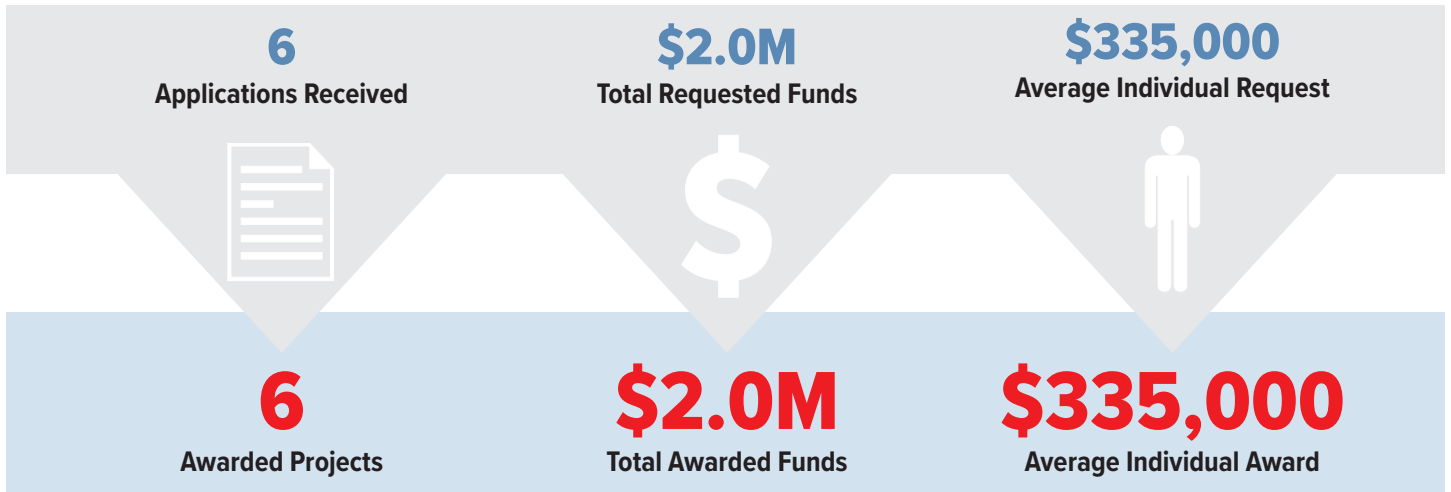 6
Applications Received
$2.0M
Total Requested Funds
$335,000
Average Individual Request
$
6
Awarded Projects
$2.0M
Total Awarded Funds
$335,000
Average Individual Award